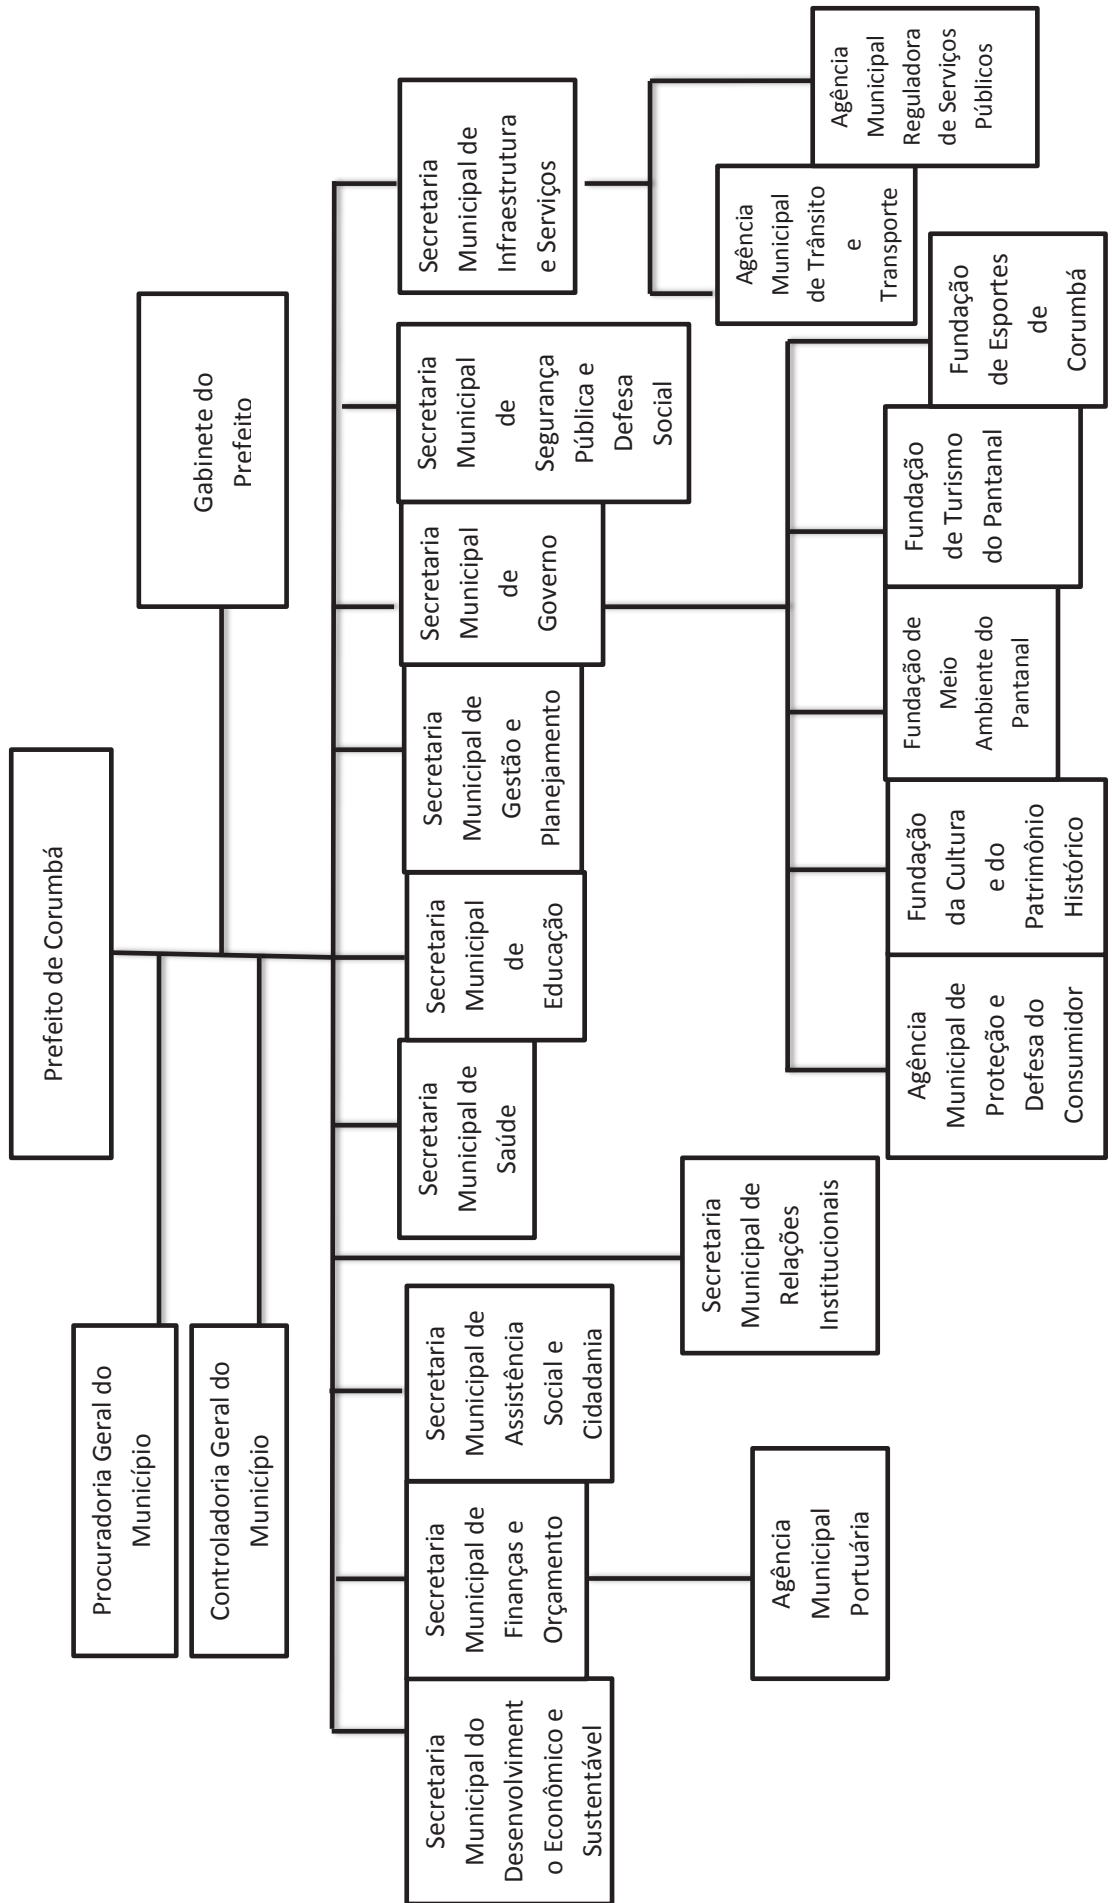 Prefeito de Corumbá
Gabinete do
Prefeito
Procuradoria Geral do
Município
Controladoria Geral do
Município
Secretaria
Municipal do
Desenvolviment
o Econômico e
Sustentável
Secretaria
Municipal de
Finanças e
Orçamento
Secretaria
Municipal de
Assistência
Social e
Cidadania
Secretaria
Municipal de
Relações
Institucionais
Secretaria
Municipal de
Saúde
Secretaria
Municipal
de
Educação
Secretaria
Municipal de
Gestão e
Planejamento
Secretaria
Municipal
de
Governo
Secretaria
Municipal
de
Segurança
Pública e
Defesa
Social
Secretaria
Municipal de
Infraestrutura
e Serviços
Agência
Municipal
Portuária
Agência
Municipal de
Proteção e
Defesa do
Consumidor
Fundação
da Cultura
e do
Patrimônio
Histórico
Fundação de
Meio
Ambiente do
Pantanal
Fundação
de Turismo
do Pantanal
Fundação
de Esportes
de
Corumbá
Agência
Municipal
de Trânsito
e
Transporte
Agência
Municipal
Reguladora
de Serviços
Públicos